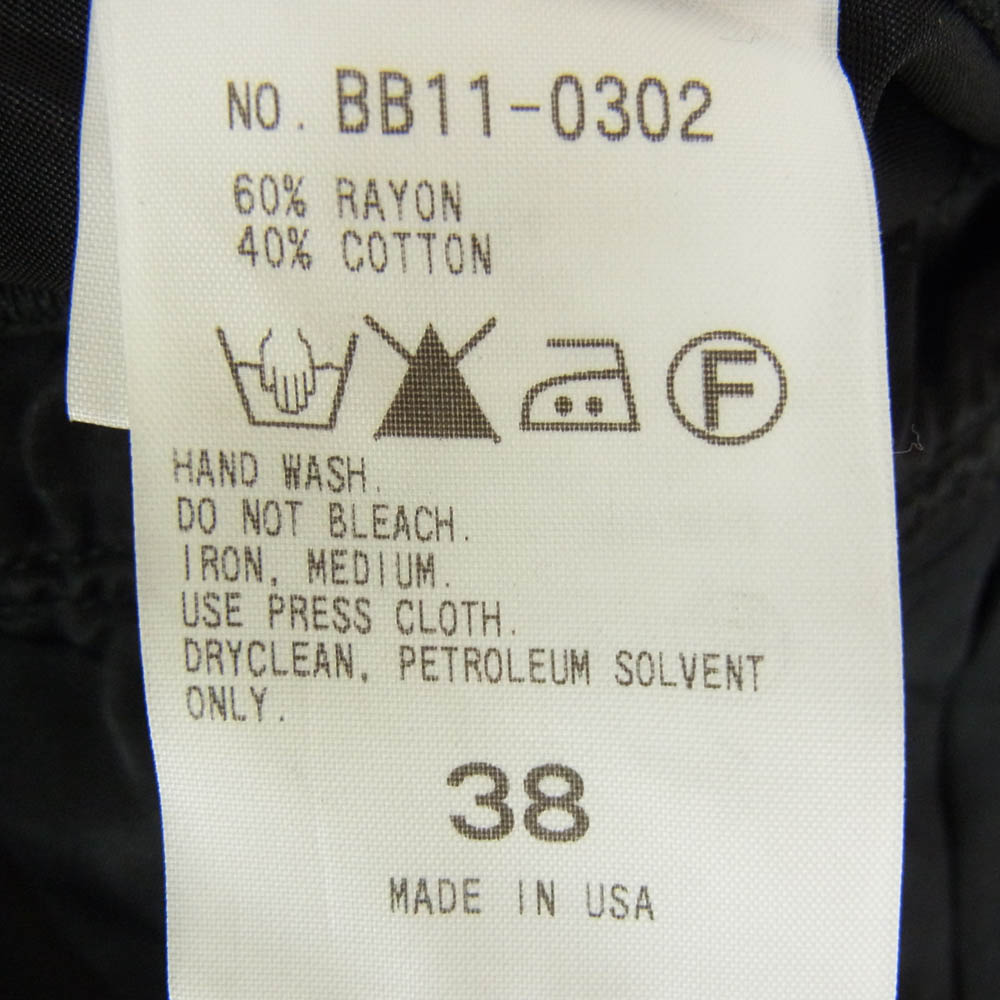 NO. BB11-0302
60% RAYON
40% COTTON
F
HAND WASH.
DO NOT BLEACH.
IRON, MEDIUM.
USE PRESS CLOTH.
DRYCLEAN, PETROLEUM SOLVENT
ONLY.
38
MADE IN USA